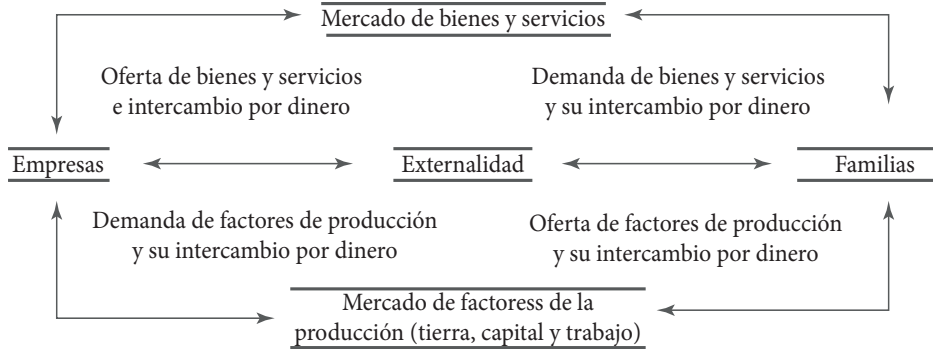 Mercado de bienes y servicios
Oferta de bienes y servicios
e intercambio por dinero
Demanda de bienes y servicios
y su intercambio por dinero
Empresas
Externalidad
Familias
Demanda de factores de producción
y su intercambio por dinero
Oferta de factores de producción
y su intercambio por dinero
Mercado de factoress de la
producción (tierra, capital y trabajo)